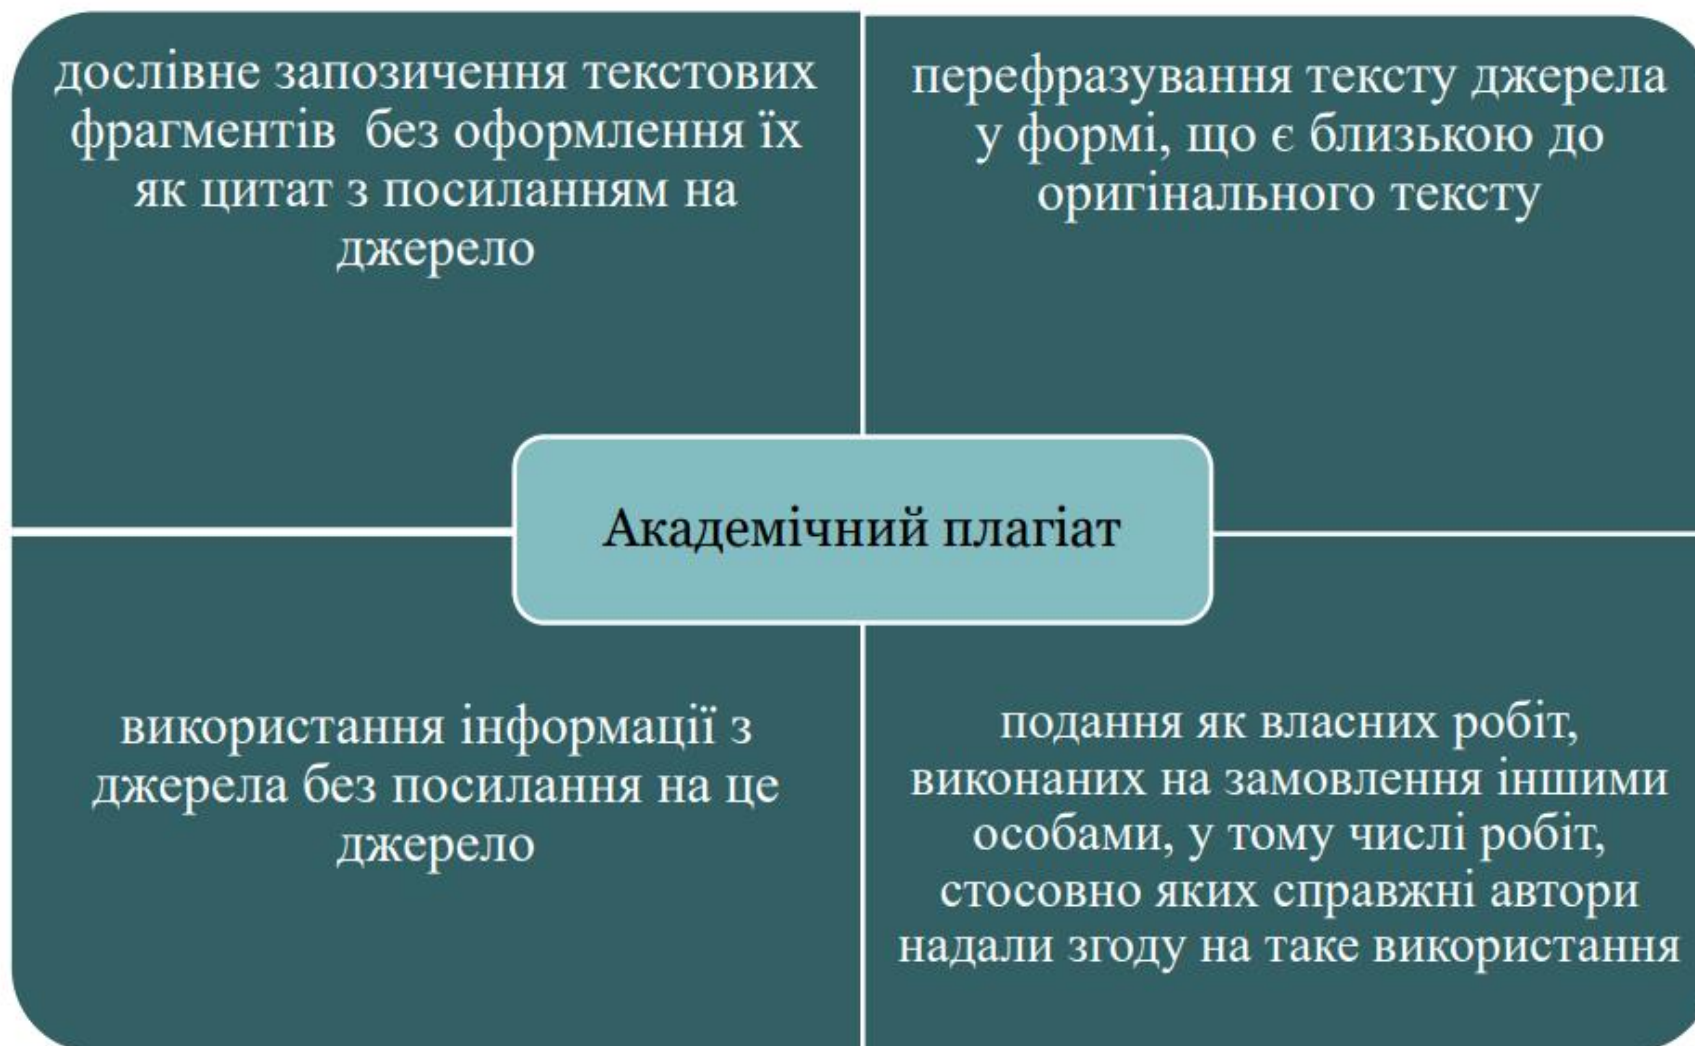 дослівне запозичення текстових
фрагментів  без оформлення їх
як цитат з посиланням на
джерело
перефразування тексту джерела
у формі, що є близькою до
оригінального тексту
Академічний плагіат
використання інформації з
джерела без посилання на це
джерело
подання як власних робіт,
виконаних на замовлення іншими
особами, у тому числі робіт,
стосовно яких справжні автори
надали згоду на таке використання